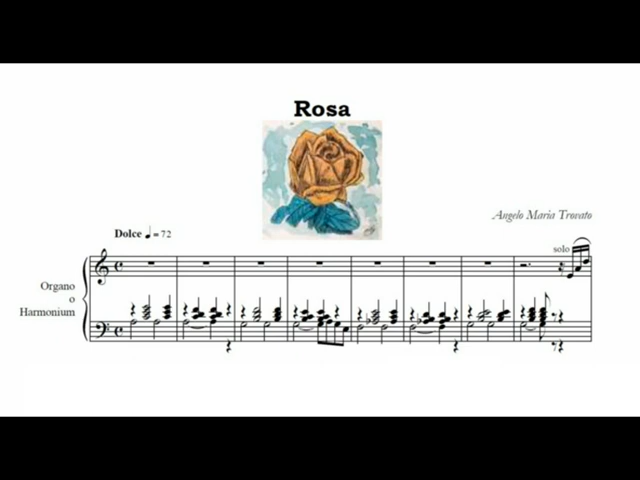 Rosa
Angelo Maria Trovato
Dolce ♩ = 72
solo
Organo
o
Harmonium